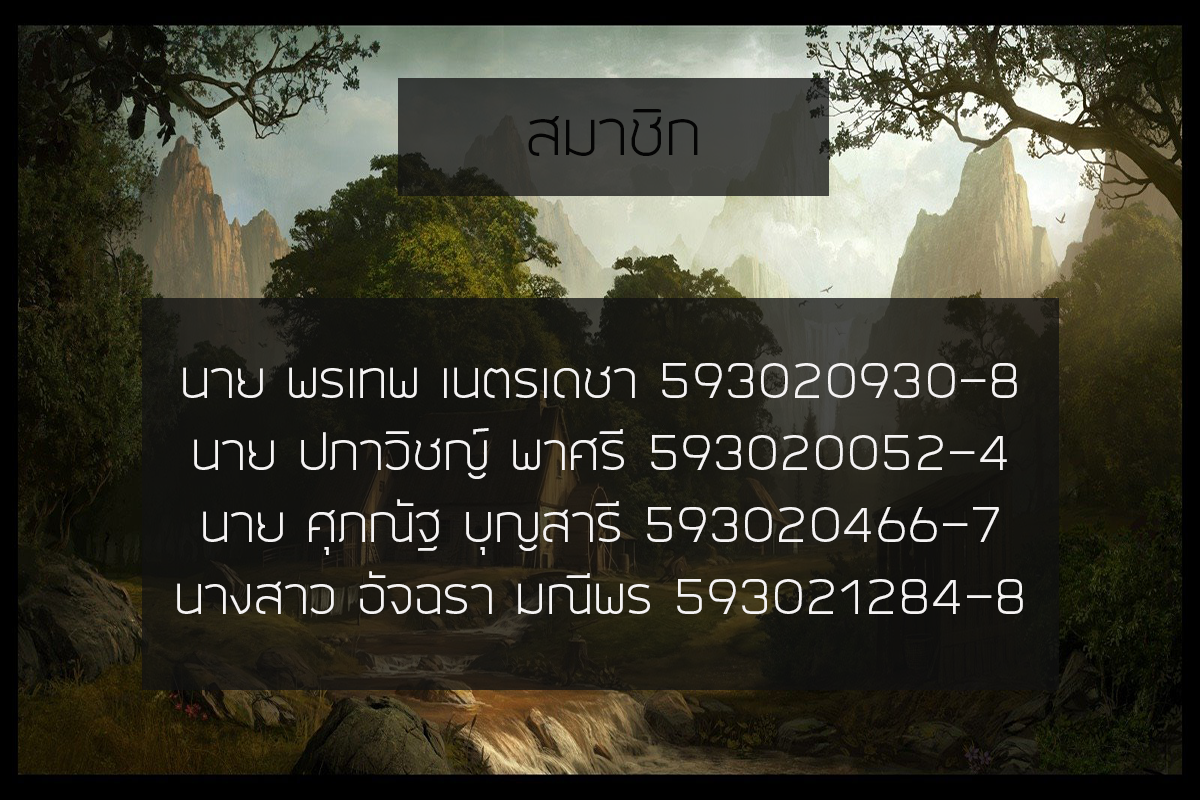 สมาชิก
นาย พรเทพ เนตรเดชา 593020930-8
นาย ปภาวิชญ์ พาศรี 593020052-4
นาย ศุภณัฐ บุญสารี 593020466-7
นางสาว อัจฉรา มณีพร 593021284-8